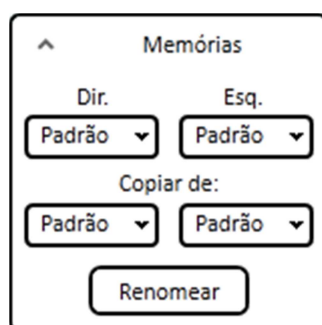 Memórias
Dir. Esq.
Padrão Padrão
Copiar de:
Padrão Padrão
Renomear